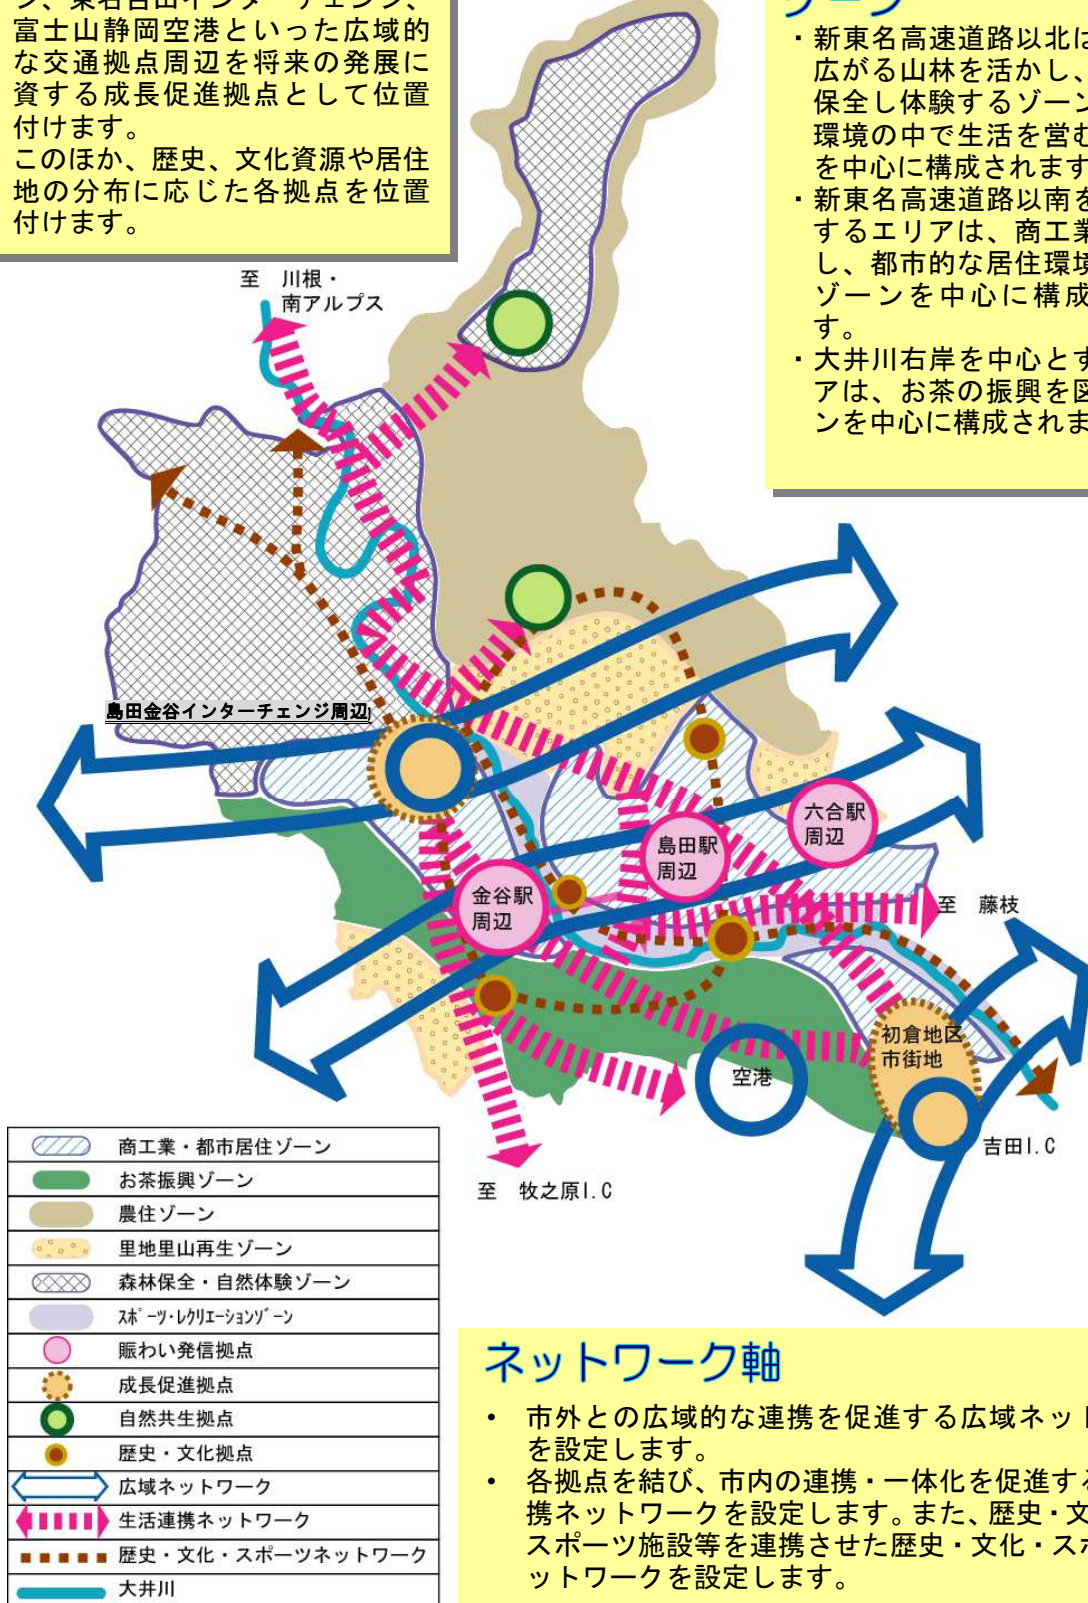 富士山静岡空港といった広域的
な交通拠点周辺を将来の発展に
資する成長促進拠点として位置
付けます。
このほか、歴史、文化資源や居住
地の分布に応じた各拠点を位置
付けます。
ゾーン
・新東名高速道路以北は
広がる山林を活かし、
保全し体験するゾーン
環境の中で生活を営む
を中心に構成されます
・新東名高速道路以南を
するエリアは、商工業
し、都市的な居住環境
ゾーンを中心に構成
す。
・大井川右岸を中心とす
アは、お茶の振興を図
ンを中心に構成されま
至 川根・
南アルプス
島田金谷インターチェンジ周辺
六合駅
周辺
島田駅
周辺
金谷駅
周辺
至 藤枝
初倉地区
市街地
空港
吉田I.C
至 牧之原I.C
商工業・都市居住ゾーン
お茶振興ゾーン
農住ゾーン
里地里山再生ゾーン
森林保全・自然体験ゾーン
ｽﾎﾟｰﾂ・ﾚｸﾘｴｰｼｮﾝｿﾞｰﾝ
賑わい発信拠点
成長促進拠点
自然共生拠点
歴史・文化拠点
広域ネットワーク
生活連携ネットワーク
歴史・文化・スポーツネットワーク
大井川
ネットワーク軸
• 市外との広域的な連携を促進する広域ネット
を設定します。
• 各拠点を結び、市内の連携・一体化を促進する
携ネットワークを設定します。また、歴史・文
スポーツ施設等を連携させた歴史・文化・スポ
ットワークを設定します。